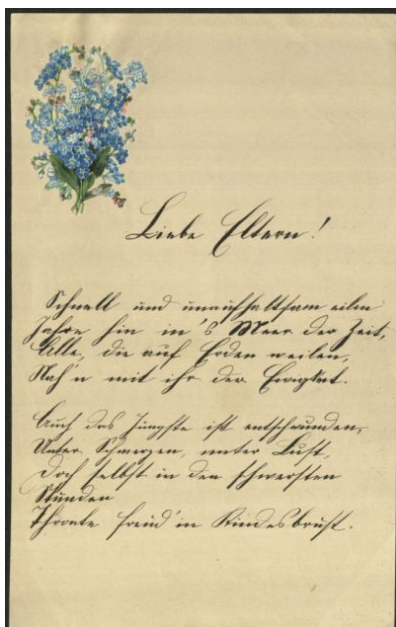 Liebe Eltern!
Schnell und unaufhaltsam eilen
Jahre hin in's Meer der Zeit,
Alle, die auf Erden weilen,
Nah'n mit ihr der Ewigkeit.
Auch das Jüngste ist entschwunden,
Unter Schmerzen, unter Lust,
Doch selbst in den schwersten
Stunden
Thronte Freud' in Kindesbrust.